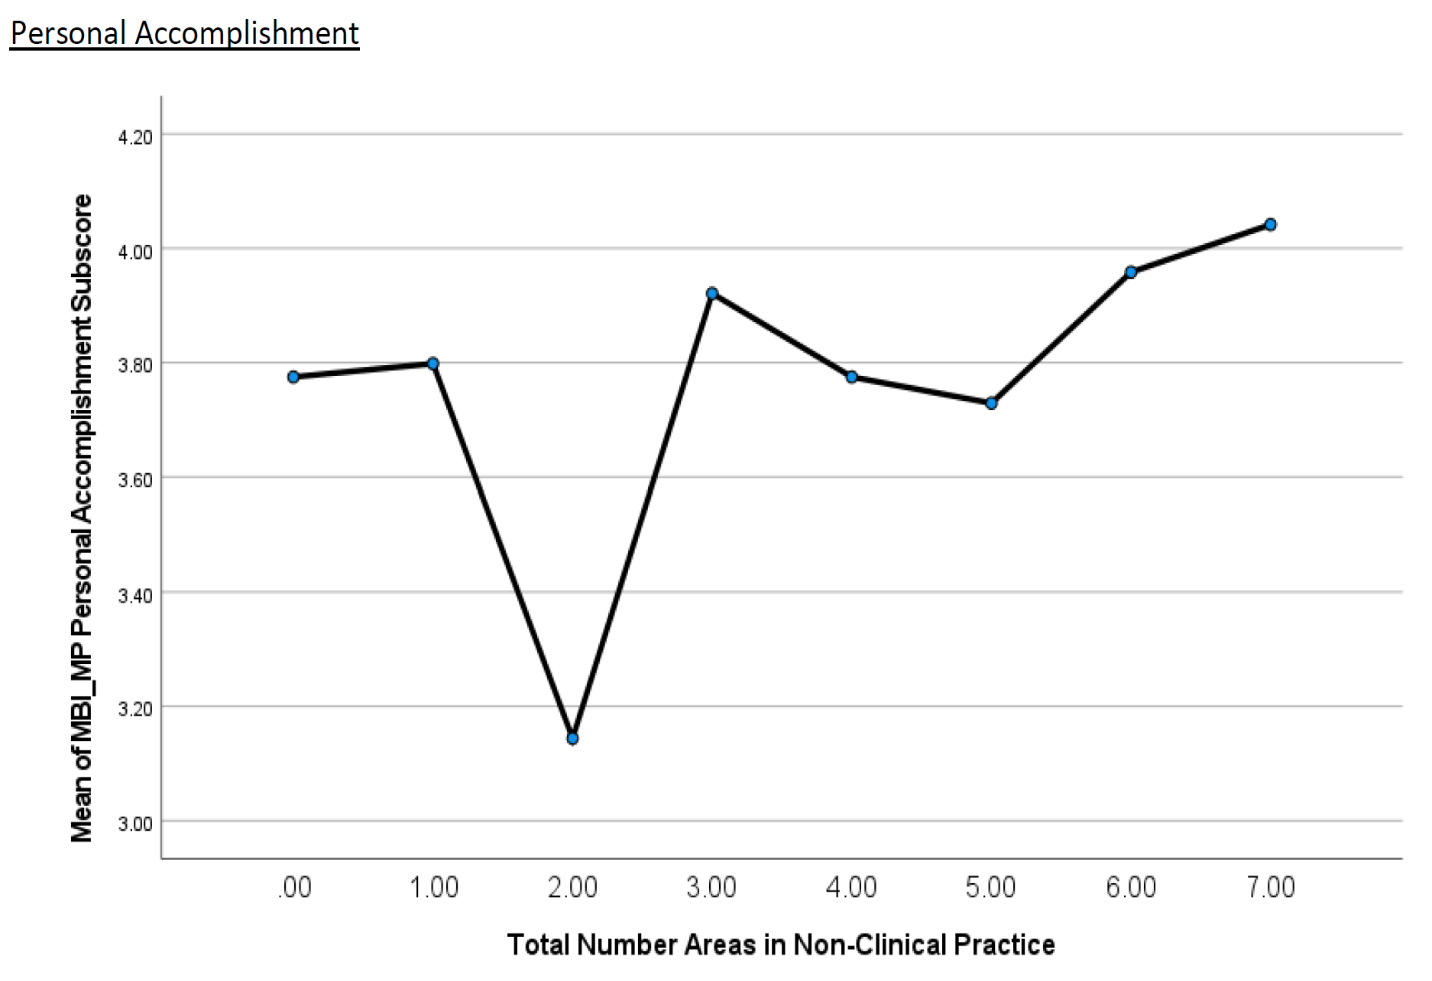 Personal Accomplishment
4.20
4.00
3.80
3.60
3.40
3.20
3.00
Mean of MBI_MP Personal Accomplishment Subscore
.00 1.00 2.00 3.00 4.00 5.00 6.00 7.00
Total Number Areas in Non-Clinical Practice